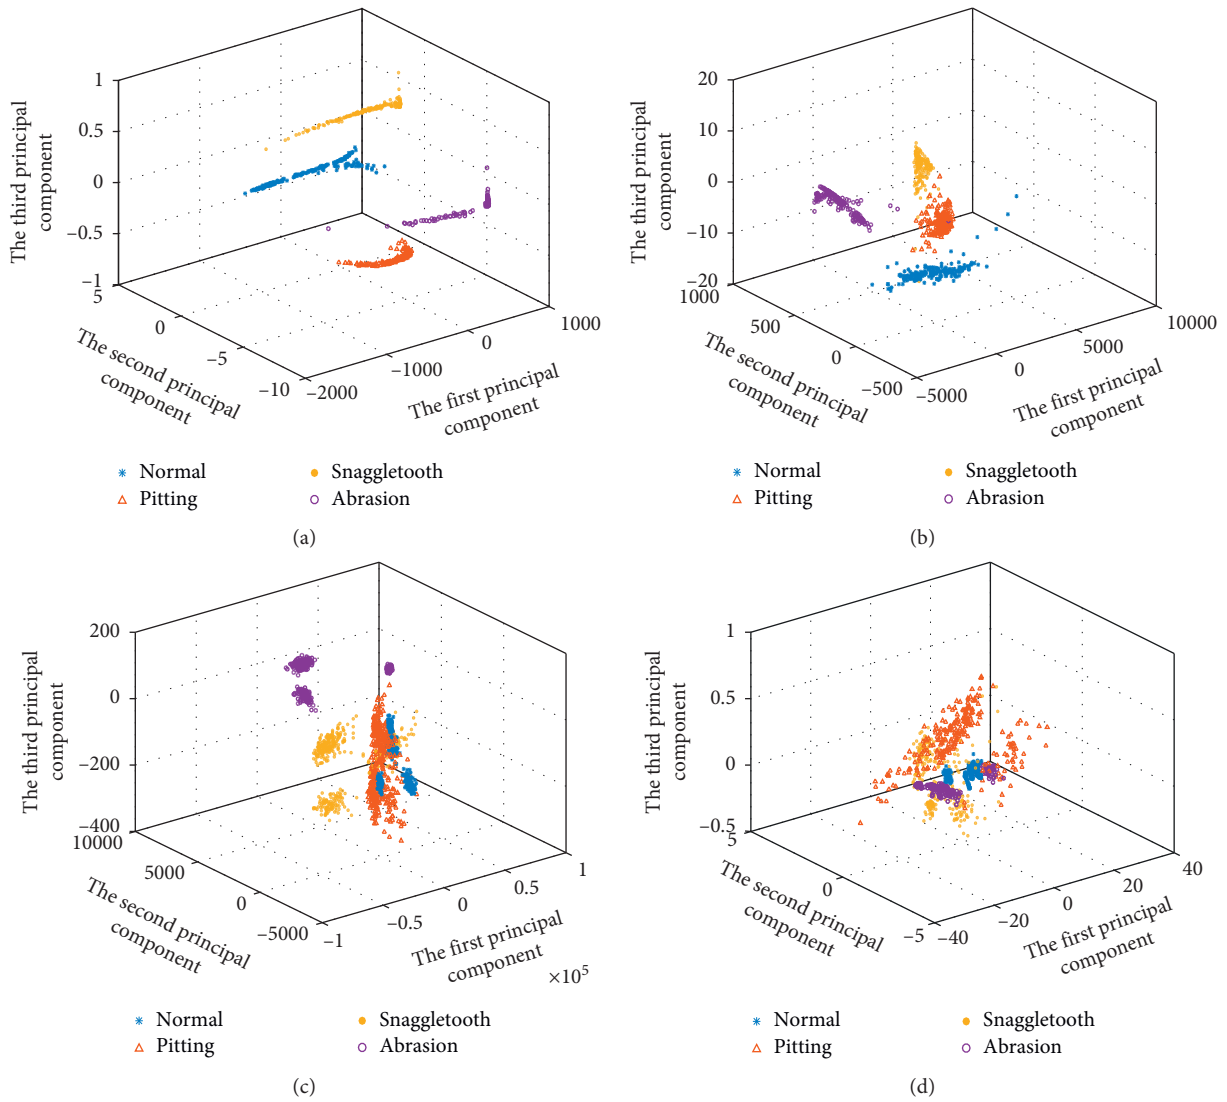 The third principal
component
1
0.5
0
−0.5
−1
5
0
−5
−10
The second principal
component
−2000
−1000
0
1000
The first principal
component
Normal
Pitting
Snaggletooth
Abrasion
(a)
The third principal
component
20
10
0
−10
−20
1000
500
0
−500
The second principal
component
−5000
0
5000
10000
The first principal
component
Normal
Pitting
Snaggletooth
Abrasion
(b)
The third principal
component
200
0
−200
−400
10000
5000
0
−5000
The second principal
component
−1
−0.5
0
0.5
1
The first principal
component
×10⁵
Normal
Pitting
Snaggletooth
Abrasion
(c)
The third principal
component
1
0.5
0
−0.5
5
0
−5
The second principal
component
−40
−20
0
20
40
The first principal
component
Normal
Pitting
Snaggletooth
Abrasion
(d)